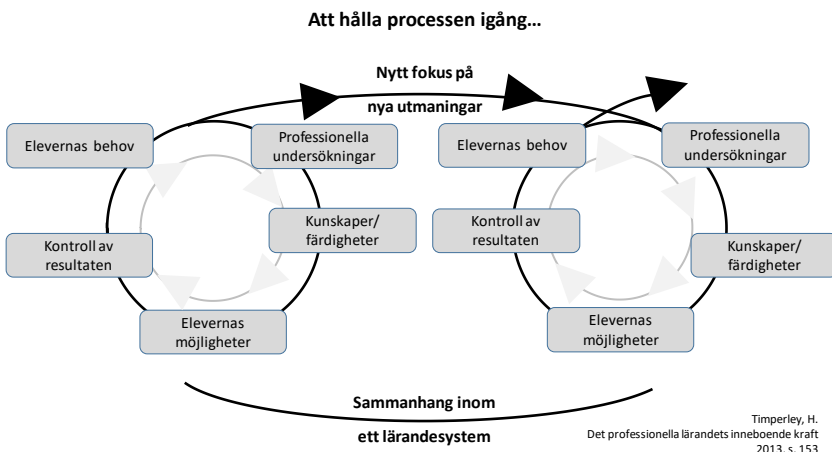 Att hålla processen igång...
Nytt fokus på
nya utmaningar
Elevernas behov
Professionella
undersökningar
Kunskaper/
färdigheter
Elevernas
möjligheter
Kontroll av
resultaten
Elevernas behov
Professionella
undersökningar
Kunskaper/
färdigheter
Elevernas
möjligheter
Kontroll av
resultaten
Sammanhang inom
ett lärandesystem
Timperley, H.
Det professionella lärandets inneboende kraft
2013, s. 153